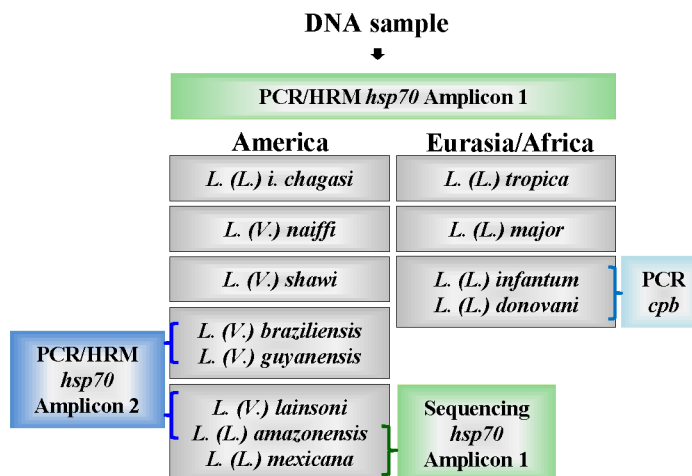 DNA sample
PCR/HRM hsp70 Amplicon 1
America
Eurasia/Africa
L. (L.) i. chagasi
L. (L.) tropica
L. (V.) naiffi
L. (L.) major
L. (V.) shawi
L. (L.) infantum
L. (L.) donovani
PCR
cpb
L. (V.) braziliensis
L. (V.) guyanensis
PCR/HRM
hsp70
Amplicon 2
L. (V.) lainsoni
L. (L.) amazonensis
L. (L.) mexicana
Sequencing
hsp70
Amplicon 1